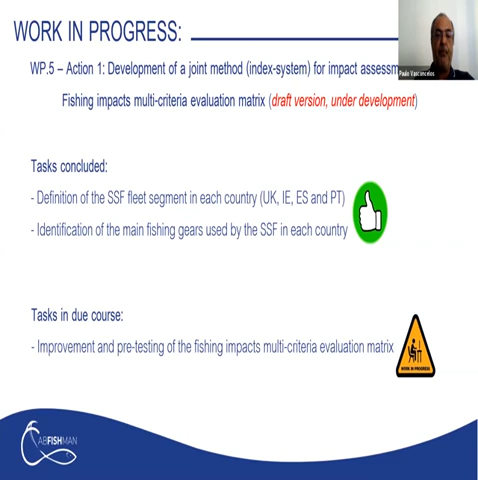 WORK IN PROGRESS:
WP.5 – Action 1: Development of a joint method (index-system) for impact assessm
Paulo Vasconcelos
Fishing impacts multi-criteria evaluation matrix (draft version, under development)
Tasks concluded:
- Definition of the SSF fleet segment in each country (UK, IE, ES and PT)
- Identification of the main fishing gears used by the SSF in each country
Tasks in due course:
- Improvement and pre-testing of the fishing impacts multi-criteria evaluation matrix
WORK IN PROGRESS
CABFISHMAN